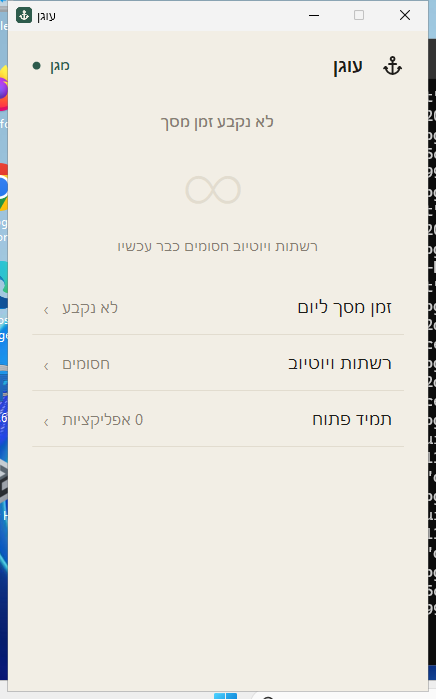 עוגן
עוגן
מגן
לא נקבע זמן מסך
∞
רשתות ויוטיוב חסומים כבר עכשיו
זמן מסך ליום
לא נקבע
רשתות ויוטיוב
חסומים
תמיד פתוח
0 אפליקציות